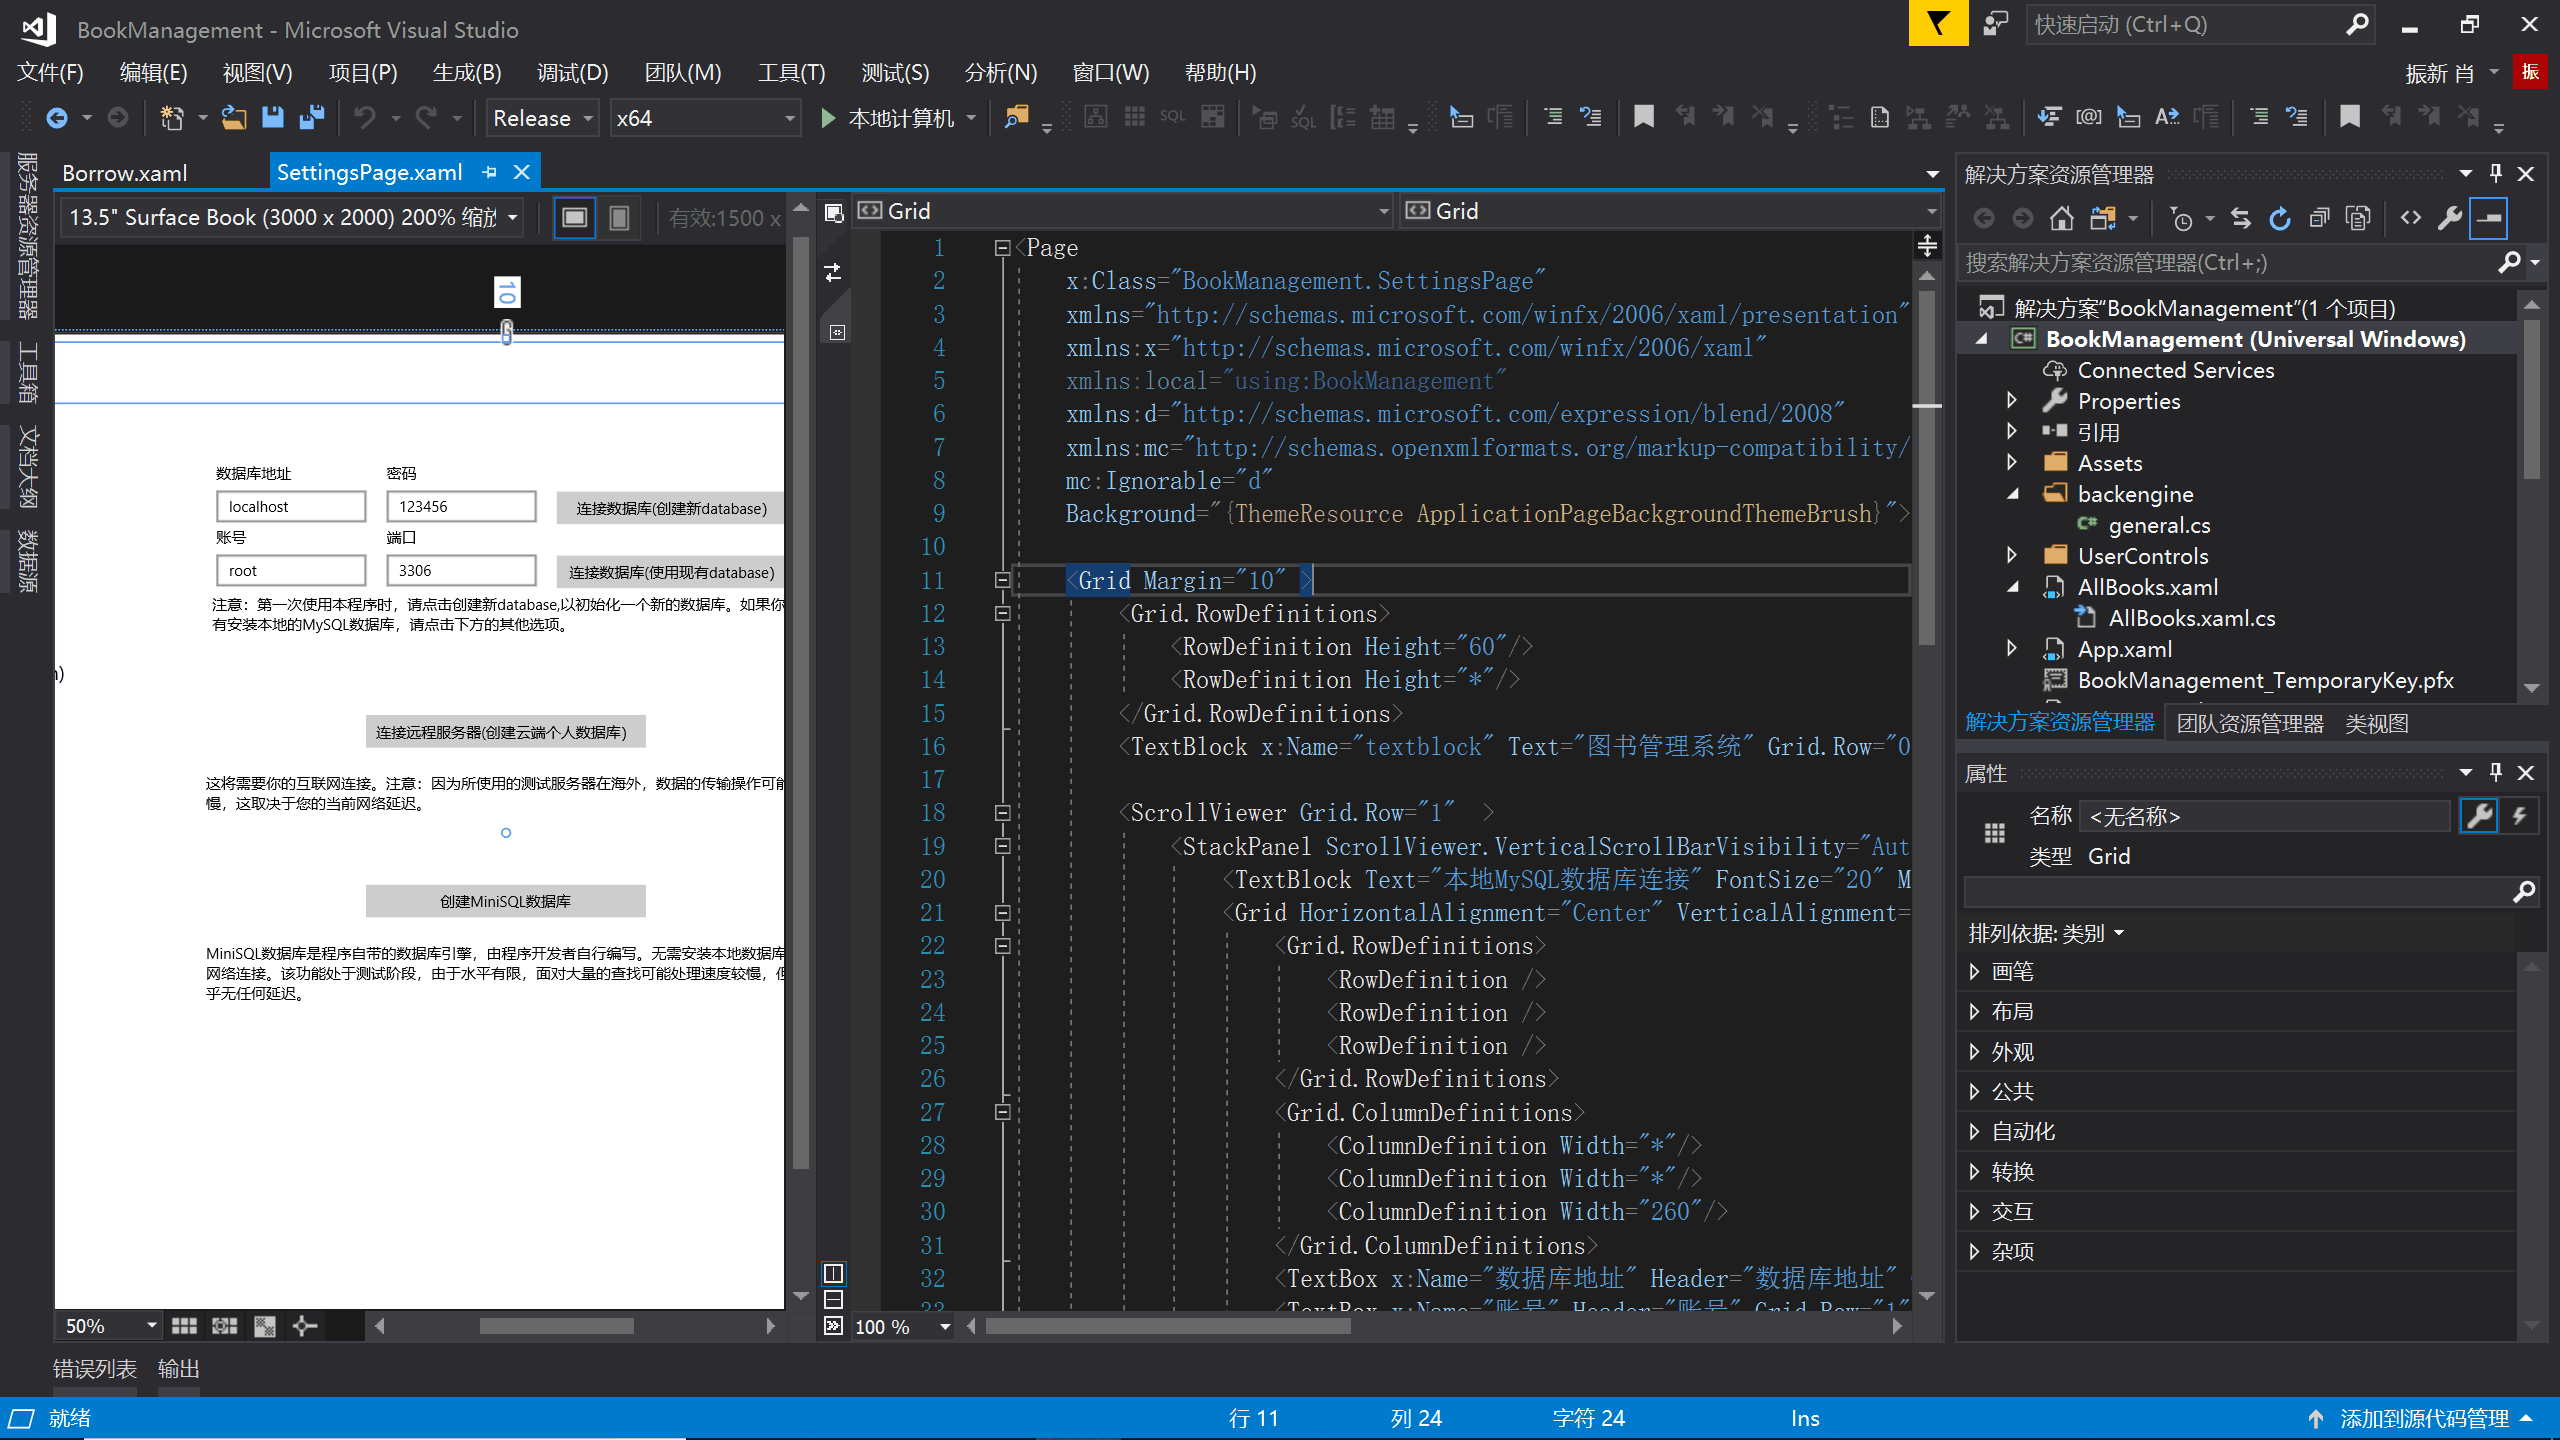 BookManagement - Microsoft Visual Studio
快速启动 (Ctrl+Q)
文件(F) 编辑(E) 视图(V) 项目(P) 生成(B) 调试(D) 团队(M) 工具(T) 测试(S) 分析(N) 窗口(W) 帮助(H)
振新 肖
振
Release
x64
本地计算机
服务器资源管理器
工具箱
文档大纲
数据源
Borrow.xaml
SettingsPage.xaml
13.5" Surface Book (3000 x 2000) 200% 缩放
有效:1500 x
10
数据库地址 密码
localhost 123456 连接数据库(创建新database)
账号 端口
root 3306 连接数据库(使用现有database)
注意：第一次使用本程序时，请点击创建新database,以初始化一个新的数据库。如果你
有安装本地的MySQL数据库，请点击下方的其他选项。
连接远程服务器(创建云端个人数据库)
这将需要你的互联网连接。注意：因为所使用的测试服务器在海外，数据的传输操作可能
慢，这取决于您的当前网络延迟。
创建MiniSQL数据库
MiniSQL数据库是程序自带的数据库引擎，由程序开发者自行编写。无需安装本地数据库
网络连接。该功能处于测试阶段，由于水平有限，面对大量的查找可能处理速度较慢，但
乎无任何延迟。
50%
Grid
Grid
1 <Page
2 x:Class="BookManagement.SettingsPage"
3 xmlns="http://schemas.microsoft.com/winfx/2006/xaml/presentation"
4 xmlns:x="http://schemas.microsoft.com/winfx/2006/xaml"
5 xmlns:local="using:BookManagement"
6 xmlns:d="http://schemas.microsoft.com/expression/blend/2008"
7 xmlns:mc="http://schemas.openxmlformats.org/markup-compatibility/
8 mc:Ignorable="d"
9 Background="{ThemeResource ApplicationPageBackgroundThemeBrush}">
10
11 <Grid Margin="10" >
12 <Grid.RowDefinitions>
13 <RowDefinition Height="60"/>
14 <RowDefinition Height="*"/>
15 </Grid.RowDefinitions>
16 <TextBlock x:Name="textblock" Text="图书管理系统" Grid.Row="0
17
18 <ScrollViewer Grid.Row="1" >
19 <StackPanel ScrollViewer.VerticalScrollBarVisibility="Aut
20 <TextBlock Text="本地MySQL数据库连接" FontSize="20" M
21 <Grid HorizontalAlignment="Center" VerticalAlignment=
22 <Grid.RowDefinitions>
23 <RowDefinition />
24 <RowDefinition />
25 <RowDefinition />
26 </Grid.RowDefinitions>
27 <Grid.ColumnDefinitions>
28 <ColumnDefinition Width="*"/>
29 <ColumnDefinition Width="*"/>
30 <ColumnDefinition Width="260"/>
31 </Grid.ColumnDefinitions>
32 <TextBox x:Name="数据库地址" Header="数据库地址"
33 <TextBox x:Name="账号" Header="账号" Grid.Row="1"
100 %
解决方案资源管理器
搜索解决方案资源管理器(Ctrl+;)
解决方案"BookManagement"(1 个项目)
BookManagement (Universal Windows)
Connected Services
Properties
引用
Assets
backengine
general.cs
UserControls
AllBooks.xaml
AllBooks.xaml.cs
App.xaml
BookManagement_TemporaryKey.pfx
解决方案资源管理器 团队资源管理器 类视图
属性
名称 <无名称>
类型 Grid
排列依据: 类别
画笔
布局
外观
公共
自动化
转换
交互
杂项
错误列表 输出
就绪
行 11 列 24 字符 24 Ins
添加到源代码管理